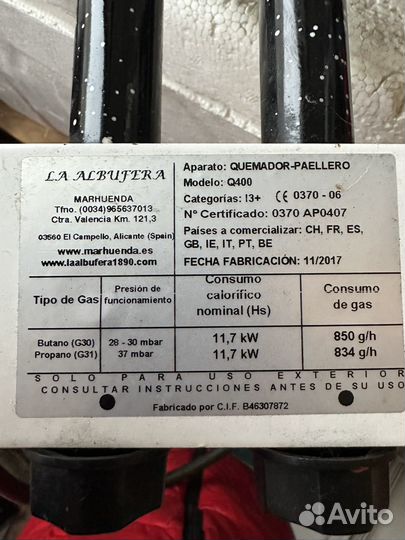 LA ALBUFERA
MARHUENDA
Tfno. (0034)965637013
Ctra. Valencia Km. 121,3
03560 El Campello, Alicante (Spain)
www.marhuenda.es
www.laalbufera1890.com
Aparato: QUEMADOR-PAELLERO
Modelo: Q400
Categorías: I3+ CE 0370 - 06
Nº Certificado: 0370 AP0407
Países a comercializar: CH, FR, ES,
GB, IE, IT, PT, BE
FECHA FABRICACIÓN: 11/2017
Tipo de Gas
Presión de
funcionamiento
Consumo
calorífico
nominal (Hs)
Consumo
de gas
Butano (G30) 28 - 30 mbar 11,7 kW 850 g/h
Propano (G31) 37 mbar 11,7 kW 834 g/h
SOLO PARA USO EXTERIOR
CONSULTAR INSTRUCCIONES ANTES DE SU USO
Fabricado por C.I.F. B46307872
Avito